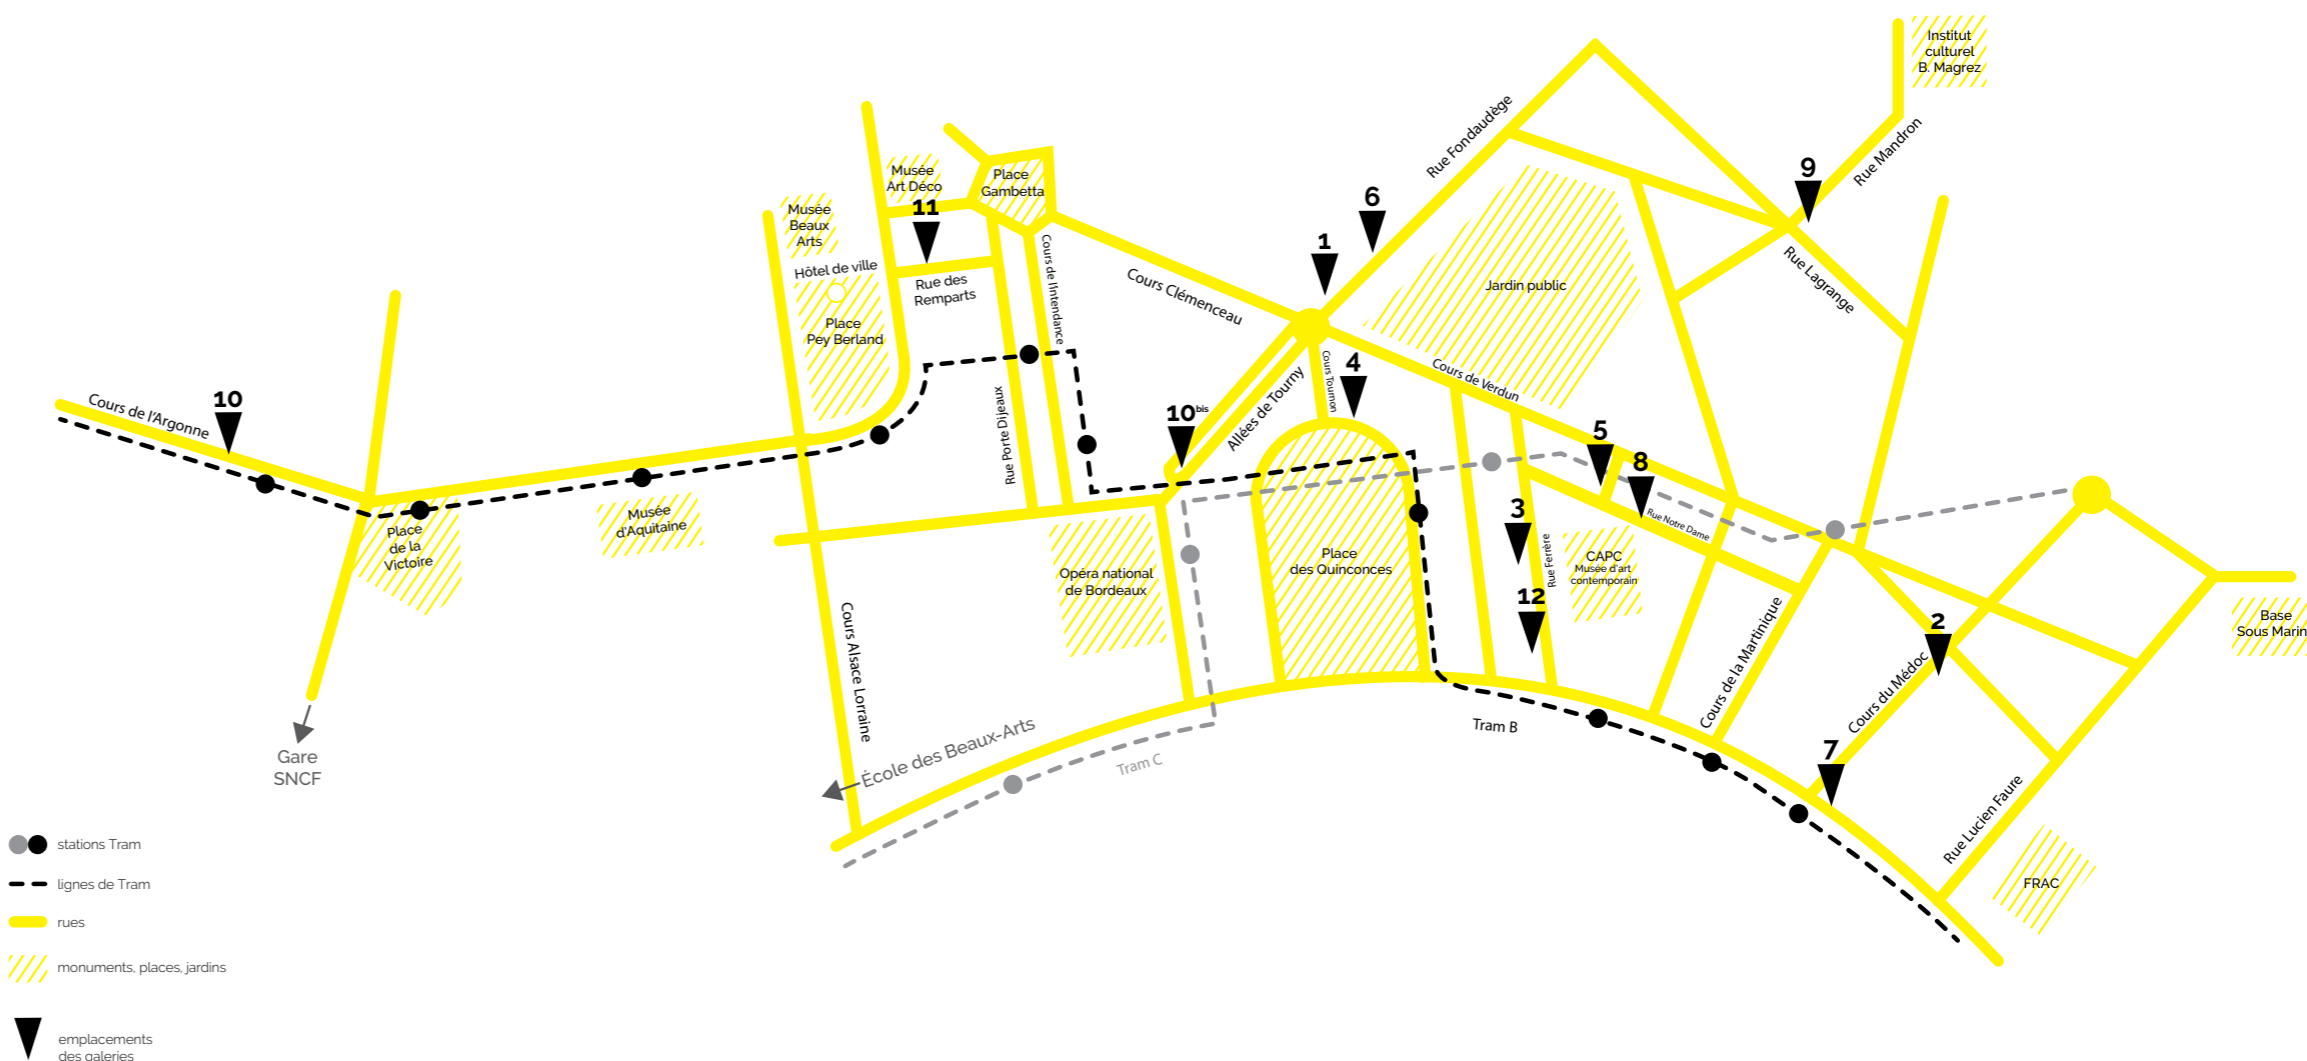 Institut
culturel
B. Magrez
Rue Mandron
9
Rue Lagrange
Rue Fondaudège
6
1
Jardin public
Musée
Art Déco
Place
Gambetta
11
Musée
Beaux
Arts
Hôtel de ville
Place
Pey Berland
Rue des
Remparts
Cours de l'Intendance
Cours Clémenceau
Rue Porte Dijeaux
Cours Tournon
4
Cours de Verdun
Allées de Tourny
10 bis
10
Cours de l'Argonne
Place
de la
Victoire
Musée
d'Aquitaine
Opéra national
de Bordeaux
Place
des Quinconces
5
8
3
12
Rue Ferrère
Rue Notre Dame
CAPC
Musée d'art
contemporain
Cours de la Martinique
2
Cours du Médoc
7
Base
Sous Marin
Rue Lucien Faure
FRAC
Cours Alsace Lorraine
École des Beaux-Arts
Tram C
Tram B
Gare
SNCF
stations Tram
lignes de Tram
rues
monuments, places, jardins
emplacements
des galeries